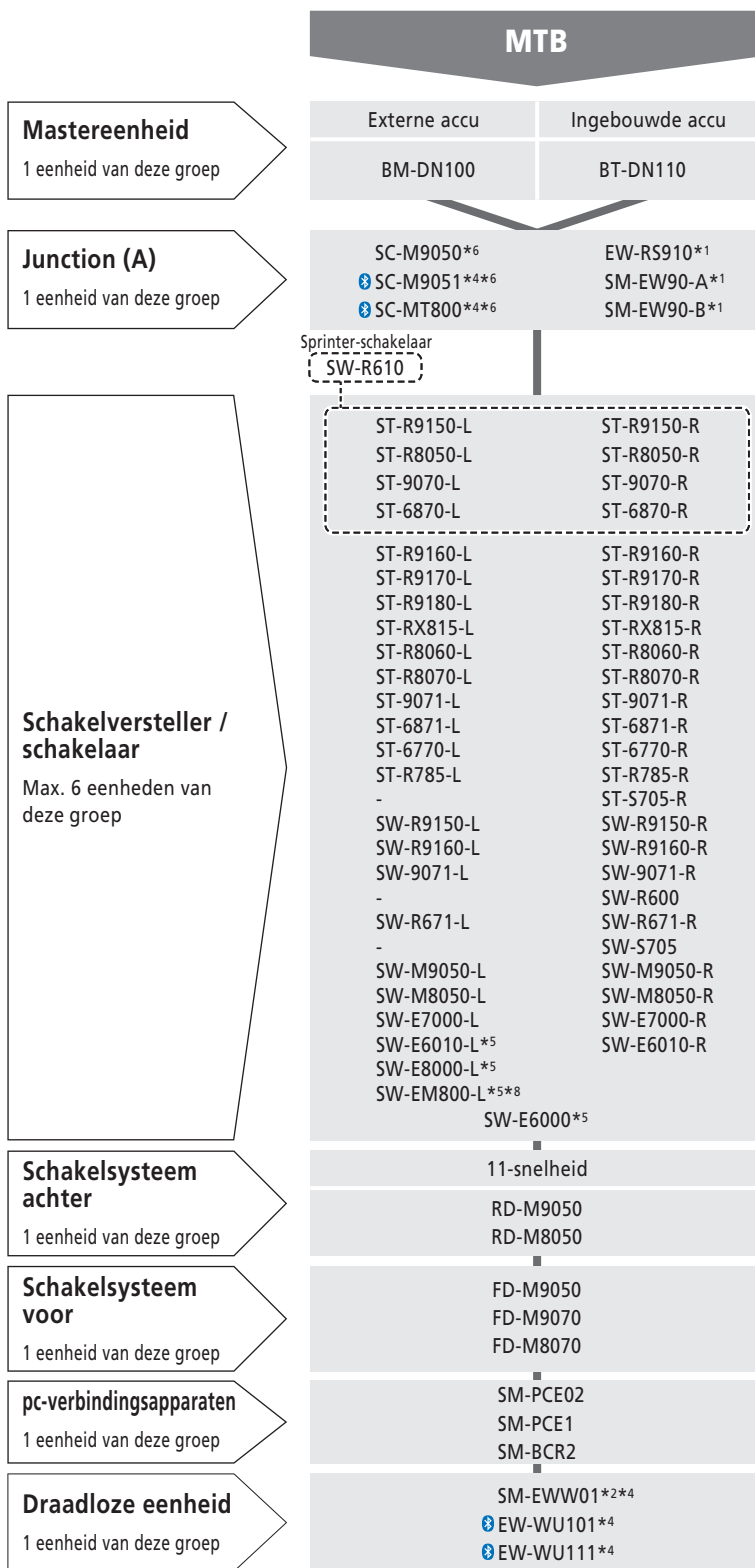 MTB
Mastereenheid
1 eenheid van deze groep
Externe accu Ingebouwde accu
BM-DN100 BT-DN110
Junction (A)
1 eenheid van deze groep
SC-M9050*6 EW-RS910*1
SC-M9051*4*6 SM-EW90-A*1
SC-MT800*4*6 SM-EW90-B*1
Sprinter-schakelaar
SW-R610
Schakelversteller /
schakelaar
Max. 6 eenheden van
deze groep
ST-R9150-L ST-R9150-R
ST-R8050-L ST-R8050-R
ST-9070-L ST-9070-R
ST-6870-L ST-6870-R
ST-R9160-L ST-R9160-R
ST-R9170-L ST-R9170-R
ST-R9180-L ST-R9180-R
ST-RX815-L ST-RX815-R
ST-R8060-L ST-R8060-R
ST-R8070-L ST-R8070-R
ST-9071-L ST-9071-R
ST-6871-L ST-6871-R
ST-6770-L ST-6770-R
ST-R785-L ST-R785-R
- ST-S705-R
SW-R9150-L SW-R9150-R
SW-R9160-L SW-R9160-R
SW-9071-L SW-9071-R
- SW-R600
SW-R671-L SW-R671-R
- SW-S705
SW-M9050-L SW-M9050-R
SW-M8050-L SW-M8050-R
SW-E7000-L SW-E7000-R
SW-E6010-L*5 SW-E6010-R
SW-E8000-L*5
SW-EM800-L*5*8
SW-E6000*5
Schakelsysteem
achter
1 eenheid van deze groep
11-snelheid
RD-M9050
RD-M8050
Schakelsysteem
voor
1 eenheid van deze groep
FD-M9050
FD-M9070
FD-M8070
pc-verbindingsapparaten
1 eenheid van deze groep
SM-PCE02
SM-PCE1
SM-BCR2
Draadloze eenheid
1 eenheid van deze groep
SM-EWW01*2*4
EW-WU101*4
EW-WU111*4